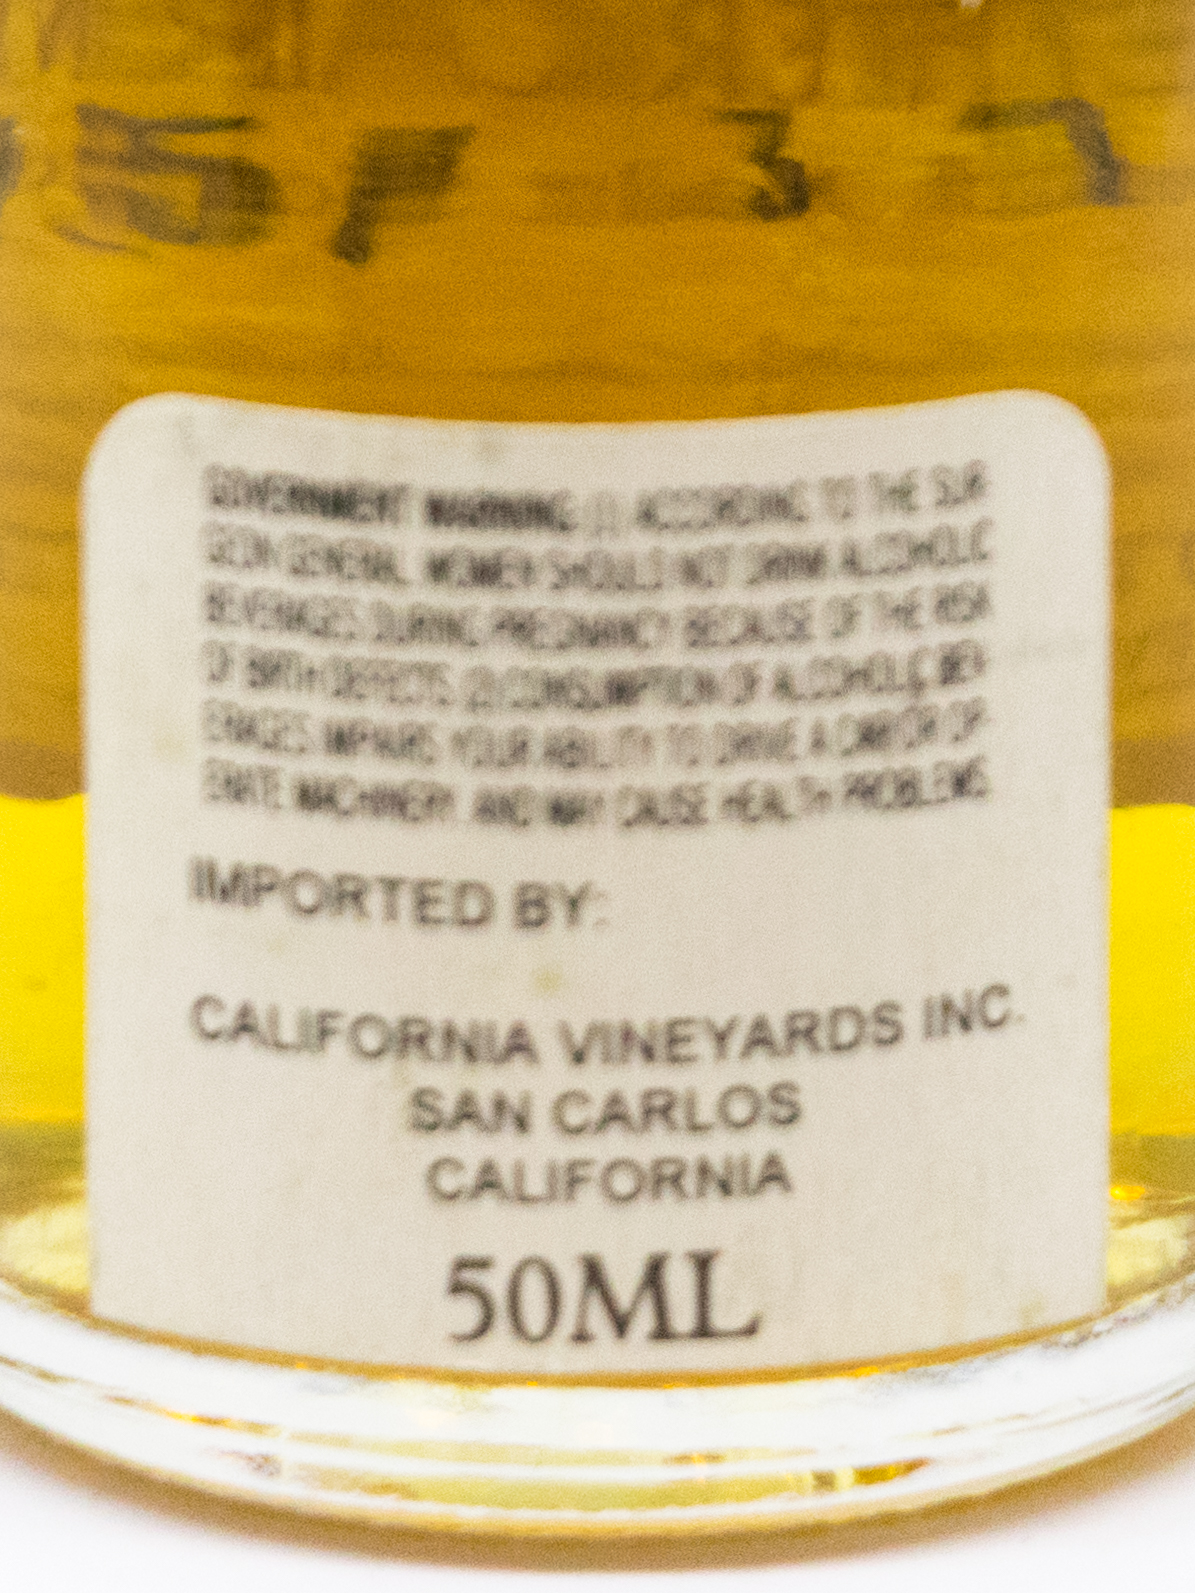 GOVERNMENT WARNING (1) ACCORDING TO THE SUR-
GEON GENERAL, WOMEN SHOULD NOT DRINK ALCOHOLIC
BEVERAGES DURING PREGNANCY BECAUSE OF THE RISK
OF BIRTH DEFECTS. (2) CONSUMPTION OF ALCOHOLIC BEV-
ERAGES IMPAIRS YOUR ABILITY TO DRIVE A CAR OR OP-
ERATE MACHINERY, AND MAY CAUSE HEALTH PROBLEMS.
IMPORTED BY:
CALIFORNIA VINEYARDS INC.
SAN CARLOS
CALIFORNIA
50ML